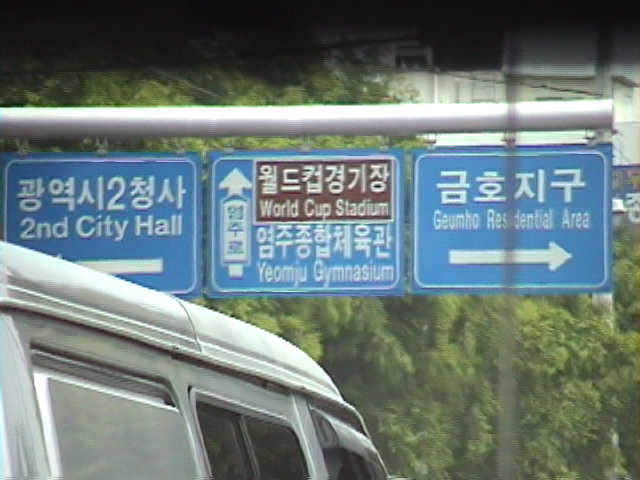 광역시2청사
2nd City Hall
월드컵경기장
World Cup Stadium
염주로
염주종합체육관
Yeomju Gymnasium
금호지구
Geumho Residential Area